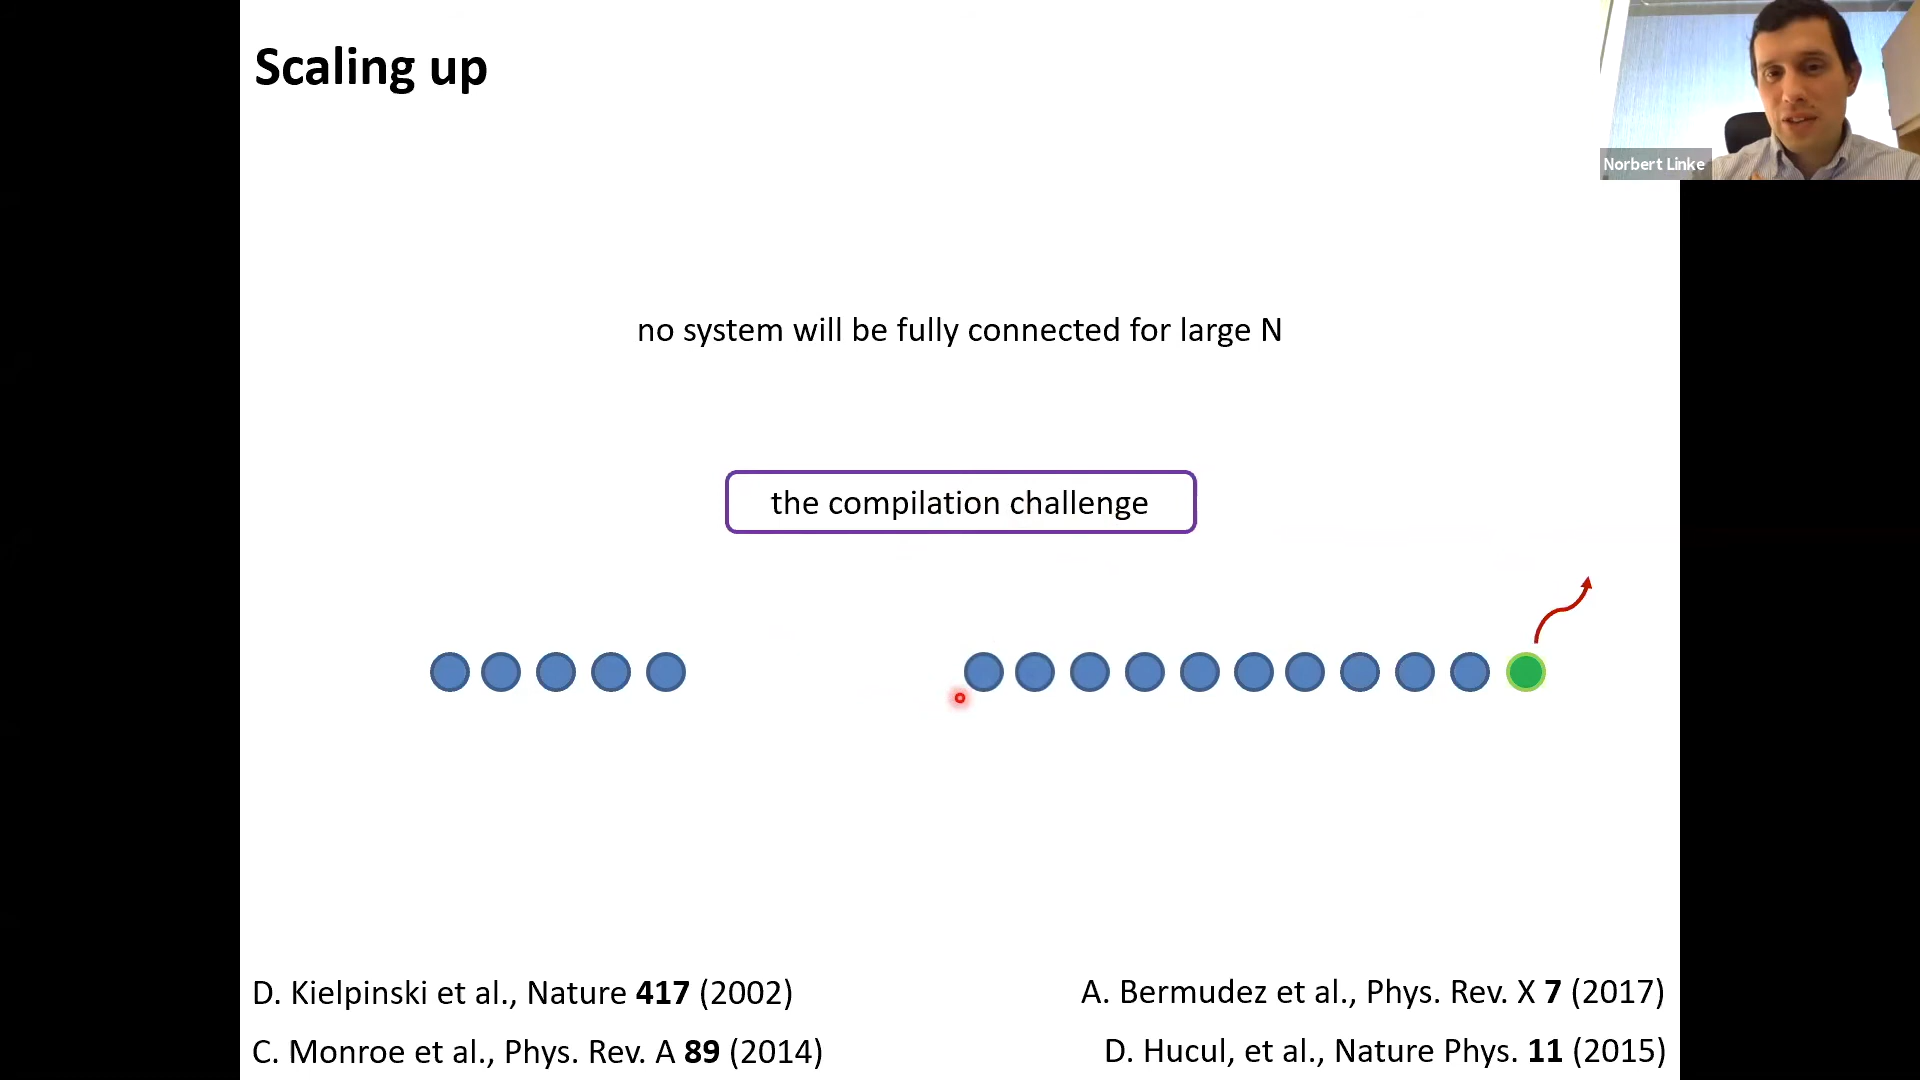 Scaling up
Norbert Linke
no system will be fully connected for large N
the compilation challenge
D. Kielpinski et al., Nature 417 (2002)
C. Monroe et al., Phys. Rev. A 89 (2014)
A. Bermudez et al., Phys. Rev. X 7 (2017)
D. Hucul, et al., Nature Phys. 11 (2015)